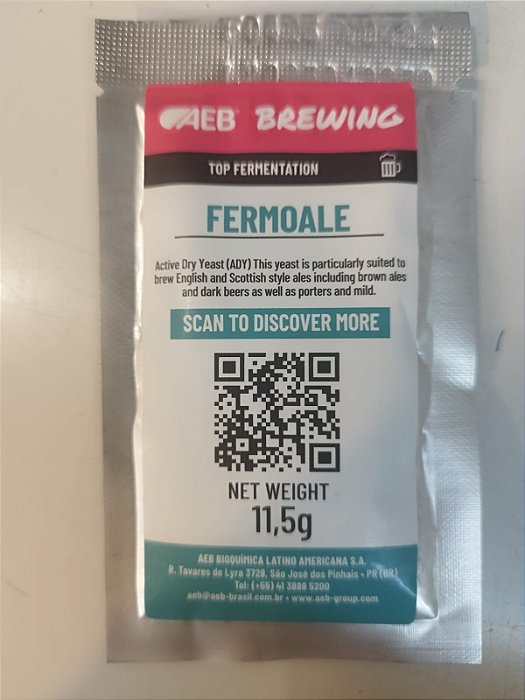 AEB® BREWING
TOP FERMENTATION
FERMOALE
Active Dry Yeast (ADY) This yeast is particularly suited to
brew English and Scottish style ales including brown ales
and dark beers as well as porters and mild.
SCAN TO DISCOVER MORE
NET WEIGHT
11,5g
AEB BIOQUÍMICA LATINO AMERICANA S.A.
R. Tavares de Lyra 3728, São José dos Pinhais • PR (BR)
Tel: (+55) 41 3888 5200
aeb@aeb-brasil.com.br • www.aeb-group.com